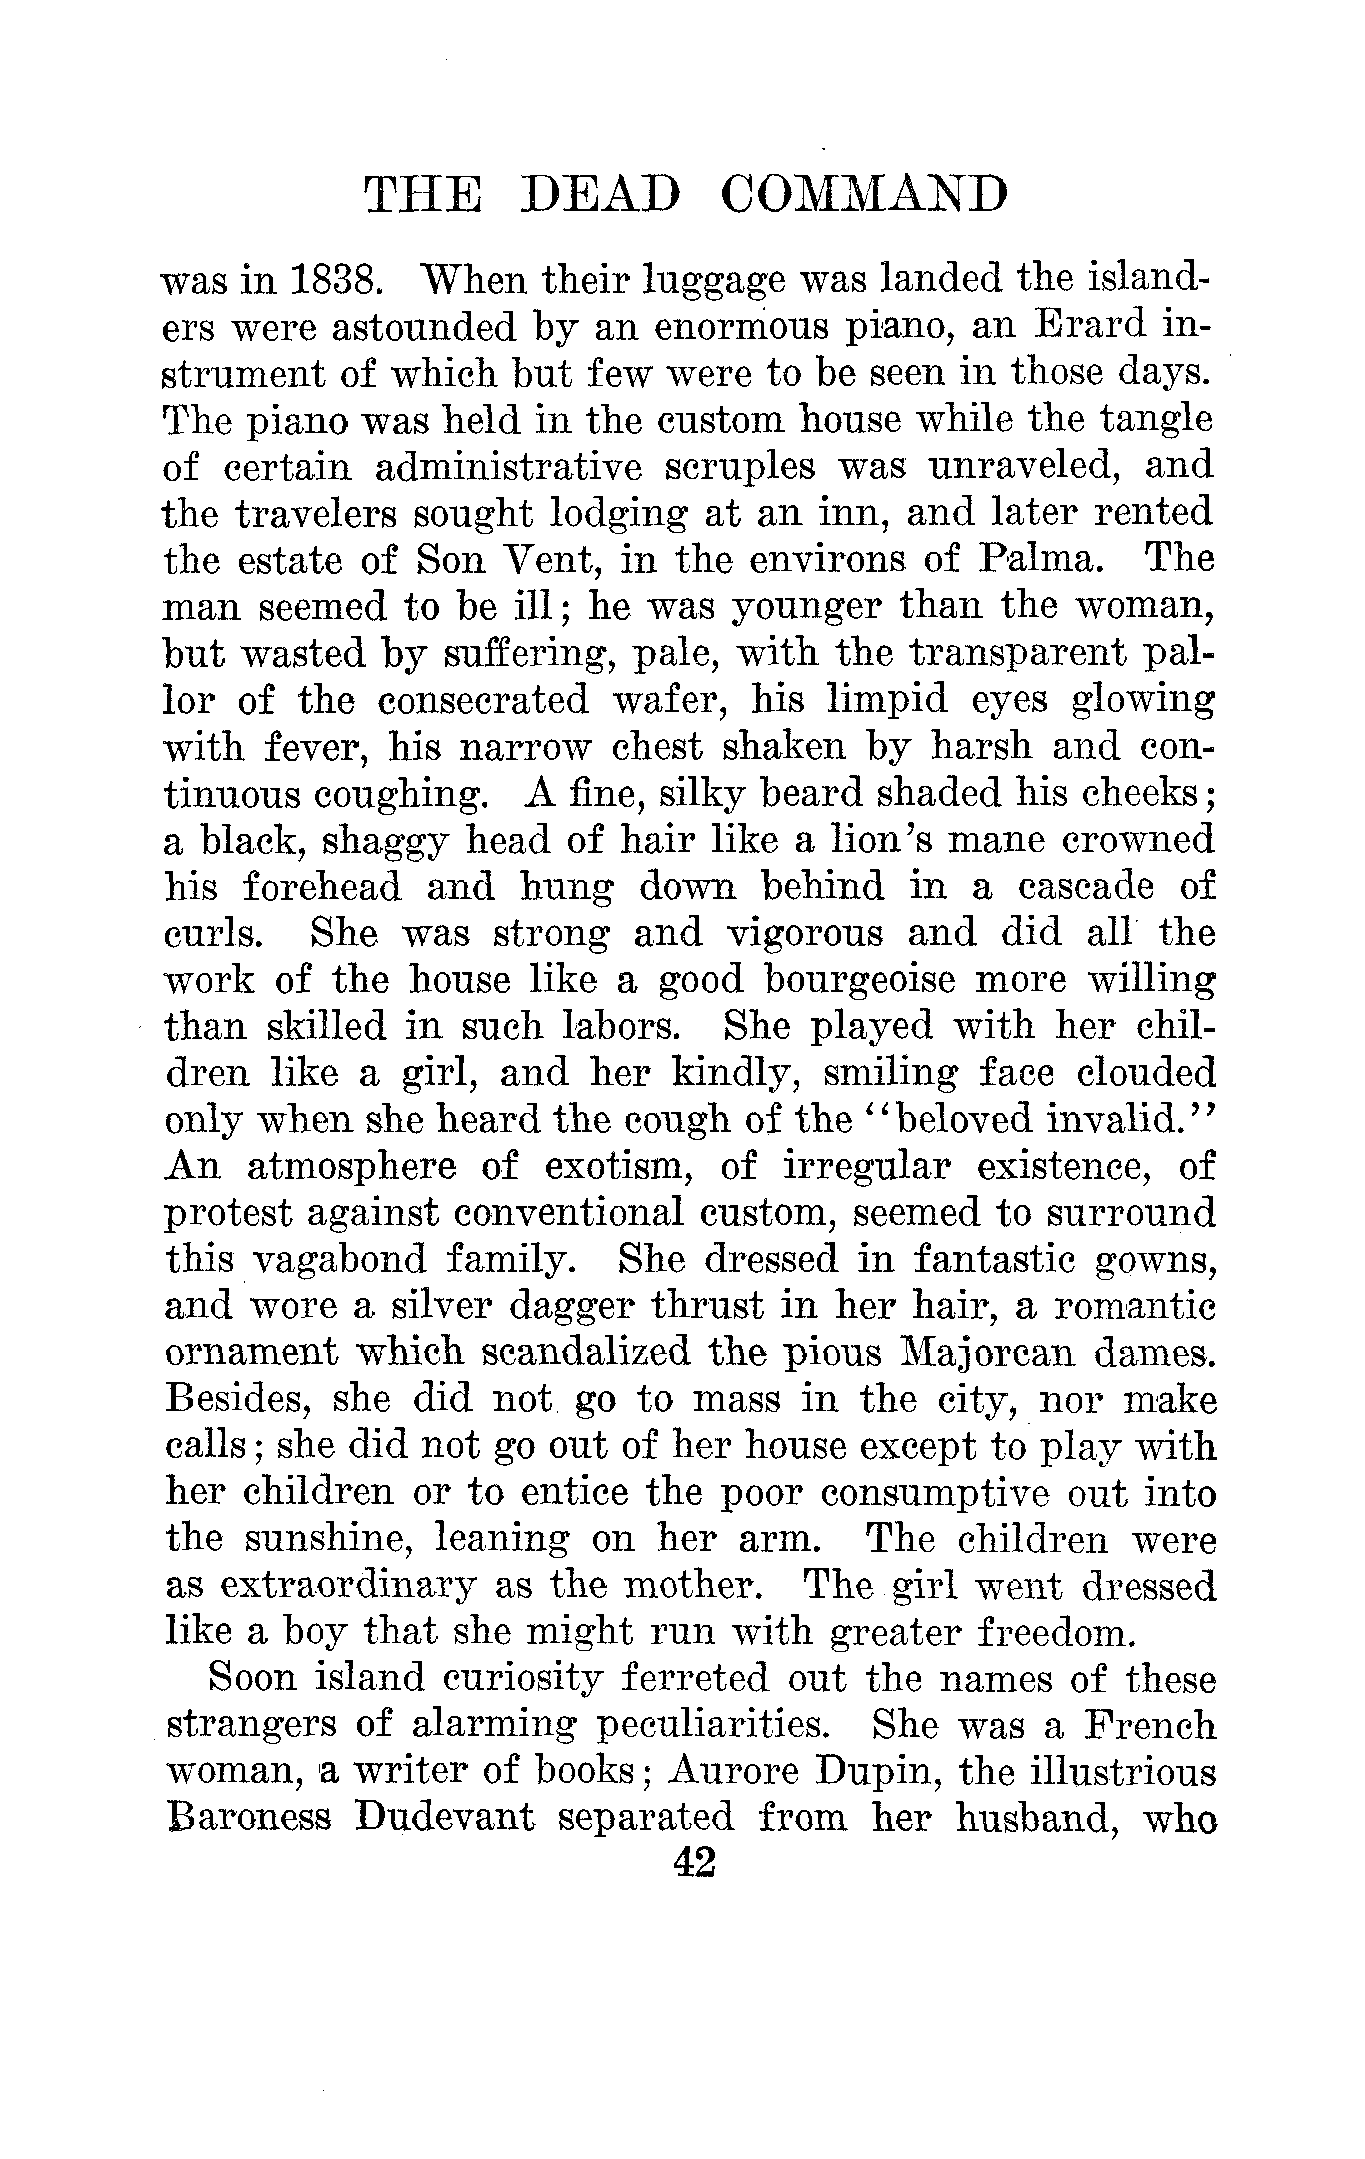 THE DEAD COMMAND
was in 1838. When their luggage was landed the island-
ers were astounded by an enormous piano, an Erard in-
strument of which but few were to be seen in those days.
The piano was held in the custom house while the tangle
of certain administrative scruples was unraveled, and
the travelers sought lodging at an inn, and later rented
the estate of Son Vent, in the environs of Palma. The
man seemed to be ill; he was younger than the woman,
but wasted by suffering, pale, with the transparent pal-
lor of the consecrated wafer, his limpid eyes glowing
with fever, his narrow chest shaken by harsh and con-
tinuous coughing. A fine, silky beard shaded his cheeks;
a black, shaggy head of hair like a lion's mane crowned
his forehead and hung down behind in a cascade of
curls. She was strong and vigorous and did all the
work of the house like a good bourgeoise more willing
than skilled in such labors. She played with her chil-
dren like a girl, and her kindly, smiling face clouded
only when she heard the cough of the "beloved invalid."
An atmosphere of exotism, of irregular existence, of
protest against conventional custom, seemed to surround
this vagabond family. She dressed in fantastic gowns,
and wore a silver dagger thrust in her hair, a romantic
ornament which scandalized the pious Majorcan dames.
Besides, she did not go to mass in the city, nor make
calls; she did not go out of her house except to play with
her children or to entice the poor consumptive out into
the sunshine, leaning on her arm. The children were
as extraordinary as the mother. The girl went dressed
like a boy that she might run with greater freedom.
Soon island curiosity ferreted out the names of these
strangers of alarming peculiarities. She was a French
woman, a writer of books; Aurore Dupin, the illustrious
Baroness Dudevant separated from her husband, who
42